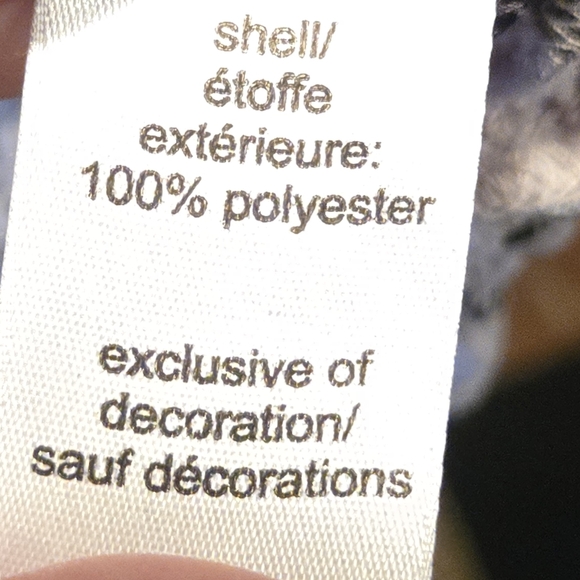 shell/
étoffe
extérieure:
100% polyester
exclusive of
decoration/
sauf décorations